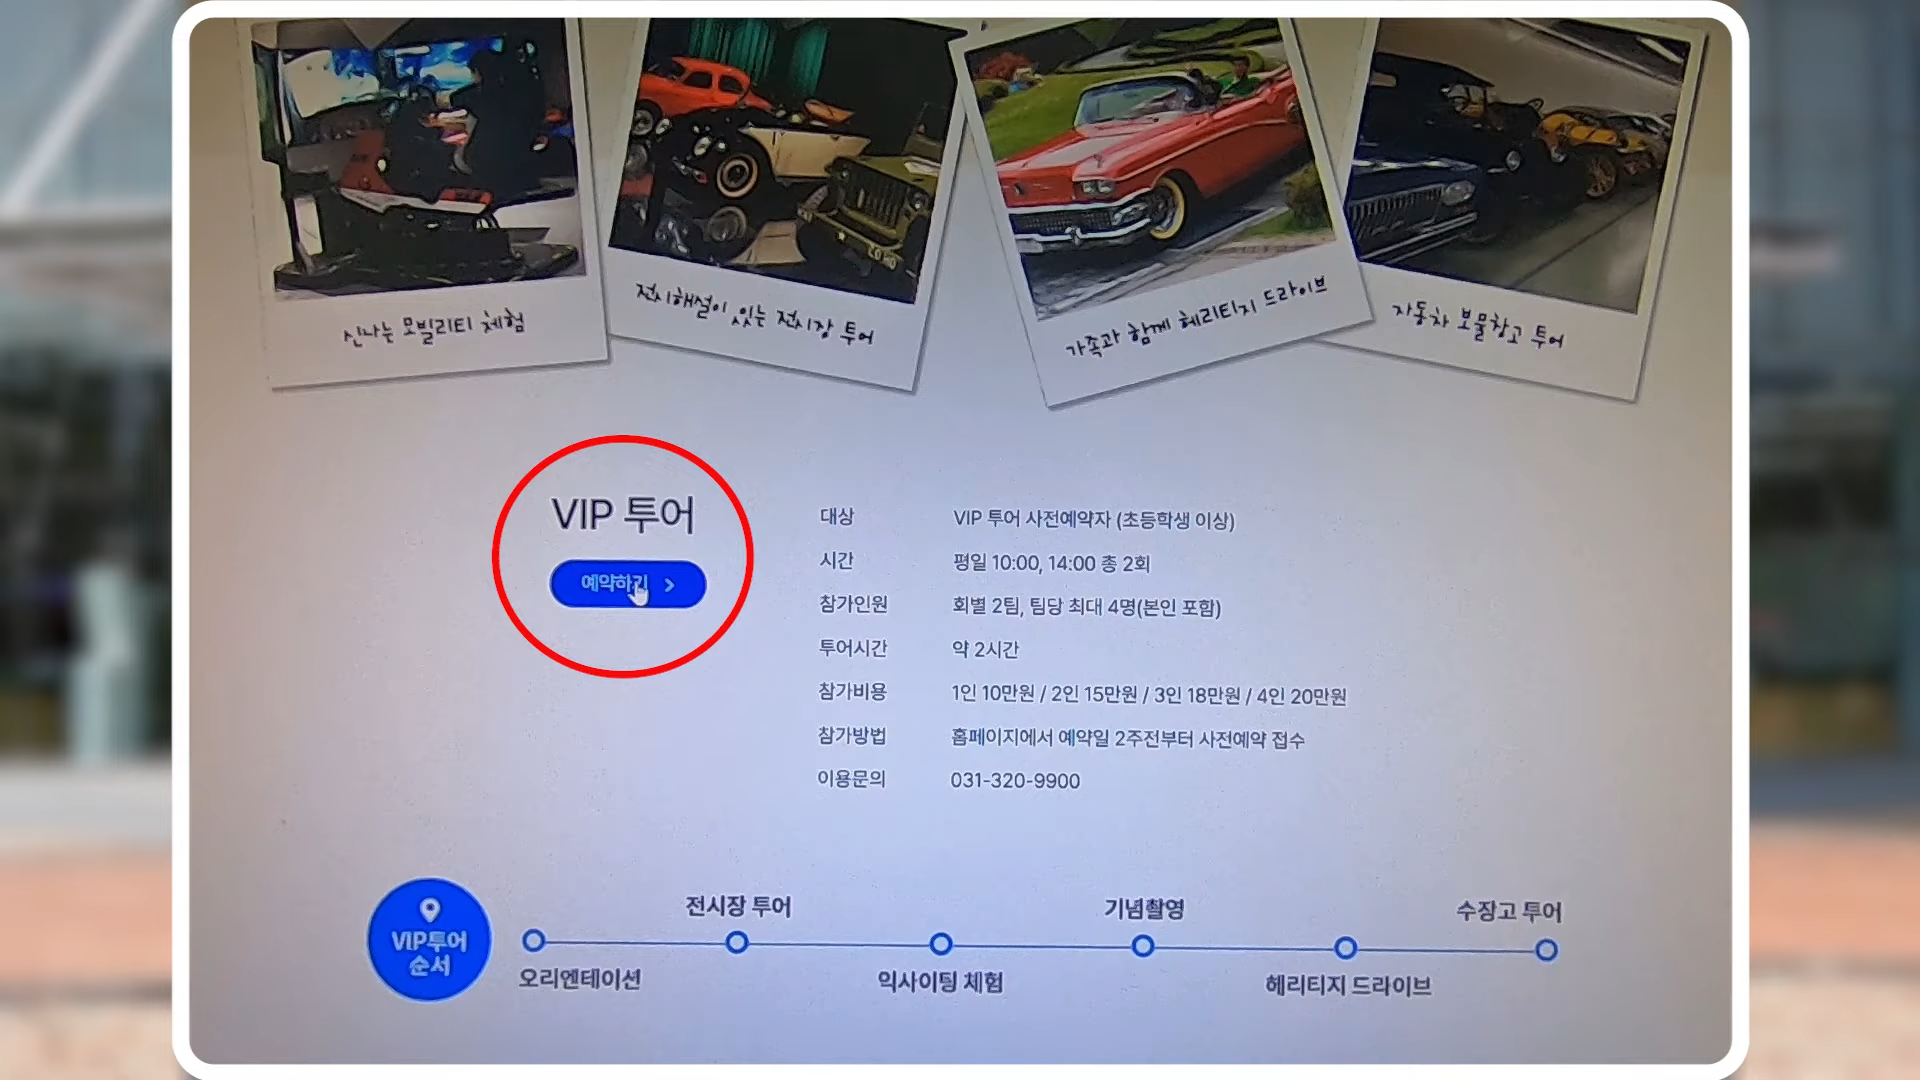 신나는 모빌리티 체험
전시해설이 있는 전시장 투어
가족과 함께 헤리티지 드라이브
자동차 보물창고 투어
VIP 투어
예약하기
대상 VIP 투어 사전예약자 (초등학생 이상)
시간 평일 10:00, 14:00 총 2회
참가인원 회별 2팀, 팀당 최대 4명(본인 포함)
투어시간 약 2시간
참가비용 1인 10만원 / 2인 15만원 / 3인 18만원 / 4인 20만원
참가방법 홈페이지에서 예약일 2주전부터 사전예약 접수
이용문의 031-320-9900
VIP투어
순서
오리엔테이션
전시장 투어
익사이팅 체험
기념촬영
헤리티지 드라이브
수장고 투어